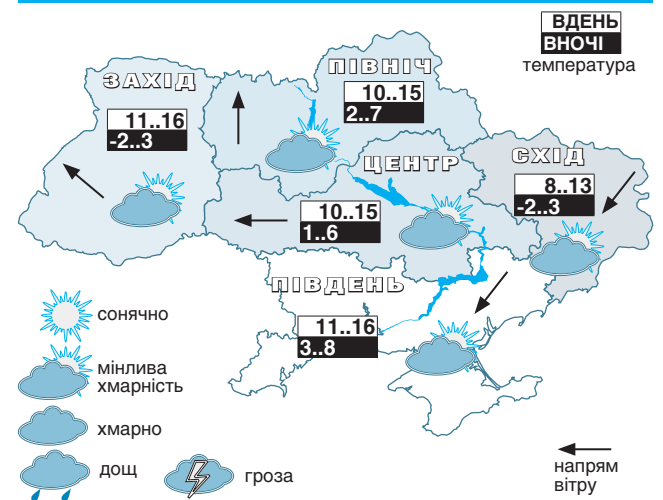 ВДЕНЬ
ВНОЧІ
температура
ЗАХІД
11..16
-2..3
ПІВНІЧ
10..15
2..7
ЦЕНТР
10..15
1..6
СХІД
8..13
-2..3
ПІВДЕНЬ
11..16
3..8
сонячно
мінлива
хмарність
хмарно
дощ
гроза
напрям
вітру